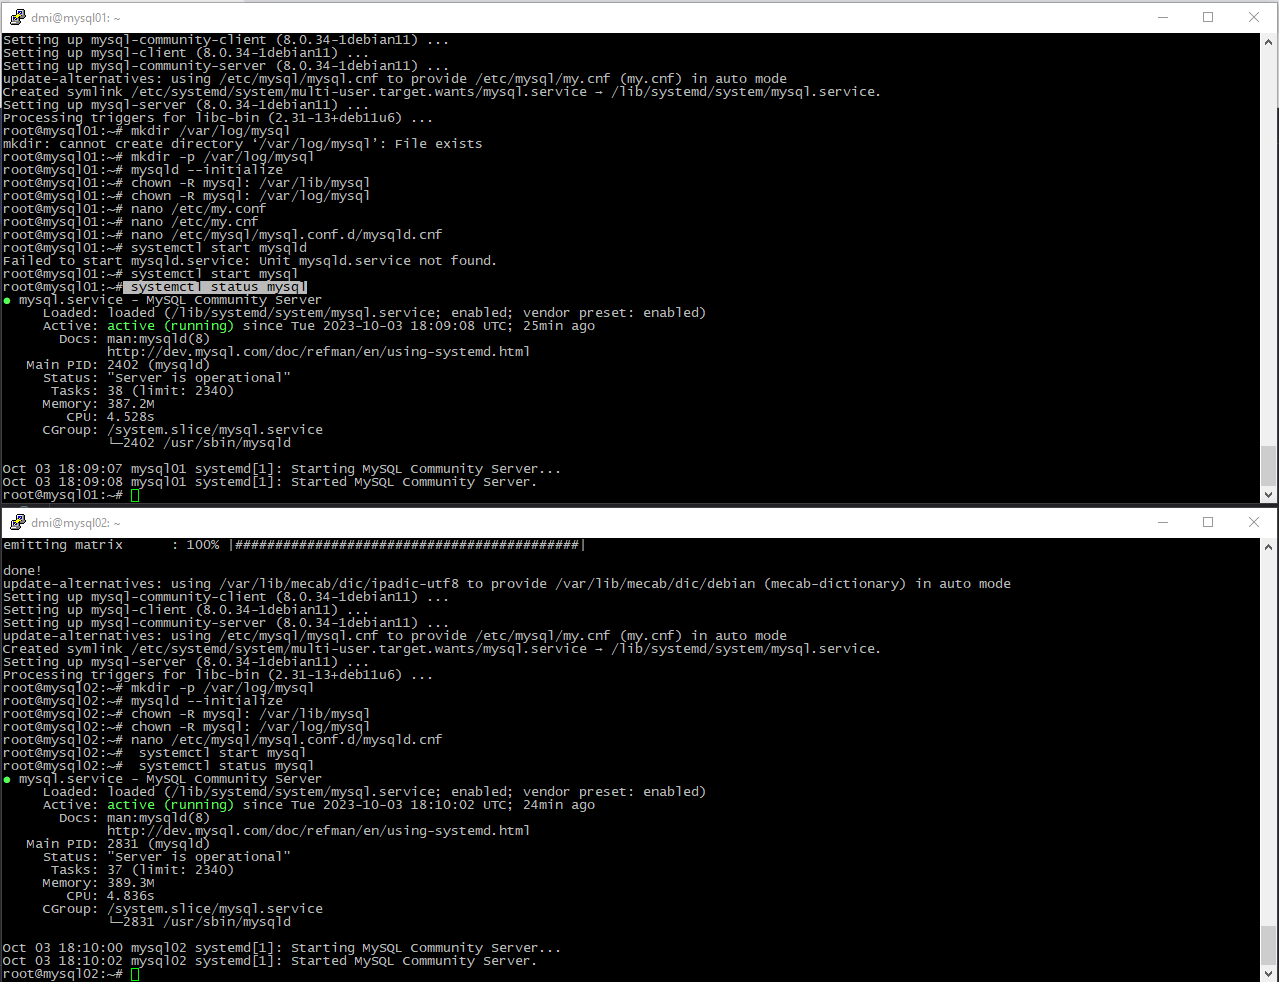 dmi@mysql01: ~
Setting up mysql-community-client (8.0.34-1debian11) ...
Setting up mysql-client (8.0.34-1debian11) ...
Setting up mysql-community-server (8.0.34-1debian11) ...
update-alternatives: using /etc/mysql/mysql.cnf to provide /etc/mysql/my.cnf (my.cnf) in auto mode
Created symlink /etc/systemd/system/multi-user.target.wants/mysql.service → /lib/systemd/system/mysql.service.
Setting up mysql-server (8.0.34-1debian11) ...
Processing triggers for libc-bin (2.31-13+deb11u6) ...
root@mysql01:~# mkdir /var/log/mysql
mkdir: cannot create directory ‘/var/log/mysql’: File exists
root@mysql01:~# mkdir -p /var/log/mysql
root@mysql01:~# mysqld --initialize
root@mysql01:~# chown -R mysql: /var/lib/mysql
root@mysql01:~# chown -R mysql: /var/log/mysql
root@mysql01:~# nano /etc/my.conf
root@mysql01:~# nano /etc/my.cnf
root@mysql01:~# nano /etc/mysql/mysql.conf.d/mysqld.cnf
root@mysql01:~# systemctl start mysqld
Failed to start mysqld.service: Unit mysqld.service not found.
root@mysql01:~# systemctl start mysql
root@mysql01:~# systemctl status mysql
● mysql.service - MySQL Community Server
Loaded: loaded (/lib/systemd/system/mysql.service; enabled; vendor preset: enabled)
Active: active (running) since Tue 2023-10-03 18:09:08 UTC; 25min ago
Docs: man:mysqld(8)
http://dev.mysql.com/doc/refman/en/using-systemd.html
Main PID: 2402 (mysqld)
Status: "Server is operational"
Tasks: 38 (limit: 2340)
Memory: 387.2M
CPU: 4.528s
CGroup: /system.slice/mysql.service
└─2402 /usr/sbin/mysqld
Oct 03 18:09:07 mysql01 systemd[1]: Starting MySQL Community Server...
Oct 03 18:09:08 mysql01 systemd[1]: Started MySQL Community Server.
root@mysql01:~#
dmi@mysql02: ~
emitting matrix      : 100% |###########################################|
done!
update-alternatives: using /var/lib/mecab/dic/ipadic-utf8 to provide /var/lib/mecab/dic/debian (mecab-dictionary) in auto mode
Setting up mysql-community-client (8.0.34-1debian11) ...
Setting up mysql-client (8.0.34-1debian11) ...
Setting up mysql-community-server (8.0.34-1debian11) ...
update-alternatives: using /etc/mysql/mysql.cnf to provide /etc/mysql/my.cnf (my.cnf) in auto mode
Created symlink /etc/systemd/system/multi-user.target.wants/mysql.service → /lib/systemd/system/mysql.service.
Setting up mysql-server (8.0.34-1debian11) ...
Processing triggers for libc-bin (2.31-13+deb11u6) ...
root@mysql02:~# mkdir -p /var/log/mysql
root@mysql02:~# mysqld --initialize
root@mysql02:~# chown -R mysql: /var/lib/mysql
root@mysql02:~# chown -R mysql: /var/log/mysql
root@mysql02:~# nano /etc/mysql/mysql.conf.d/mysqld.cnf
root@mysql02:~#  systemctl start mysql
root@mysql02:~#  systemctl status mysql
● mysql.service - MySQL Community Server
Loaded: loaded (/lib/systemd/system/mysql.service; enabled; vendor preset: enabled)
Active: active (running) since Tue 2023-10-03 18:10:02 UTC; 24min ago
Docs: man:mysqld(8)
http://dev.mysql.com/doc/refman/en/using-systemd.html
Main PID: 2831 (mysqld)
Status: "Server is operational"
Tasks: 37 (limit: 2340)
Memory: 389.3M
CPU: 4.836s
CGroup: /system.slice/mysql.service
└─2831 /usr/sbin/mysqld
Oct 03 18:10:00 mysql02 systemd[1]: Starting MySQL Community Server...
Oct 03 18:10:02 mysql02 systemd[1]: Started MySQL Community Server.
root@mysql02:~#